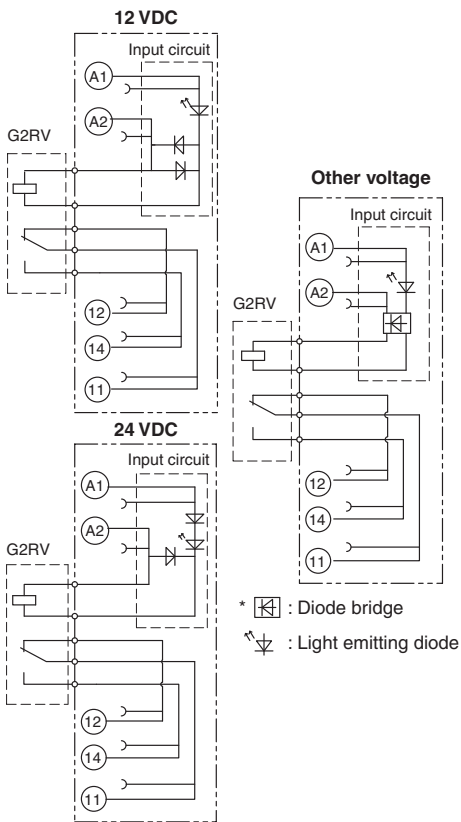 12 VDC
Input circuit
A1
A2
G2RV
12
14
11
24 VDC
Input circuit
A1
A2
G2RV
12
14
11
Other voltage
Input circuit
A1
A2
G2RV
12
14
11
* : Diode bridge
: Light emitting diode